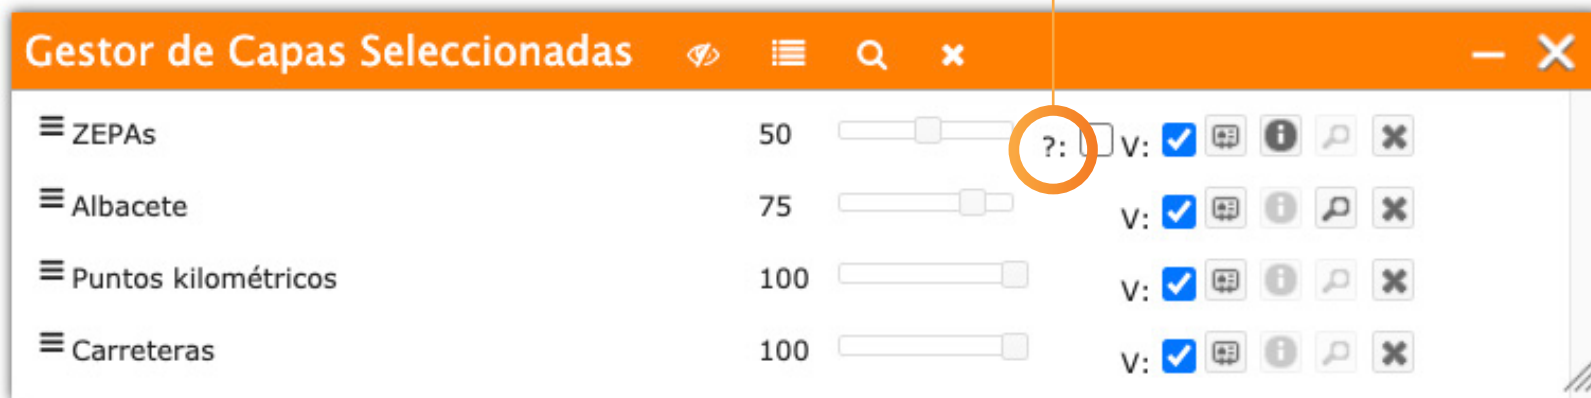 Gestor de Capas Seleccionadas
ZEPAs 50 ?: V:
Albacete 75 V:
Puntos kilométricos 100 V:
Carreteras 100 V: